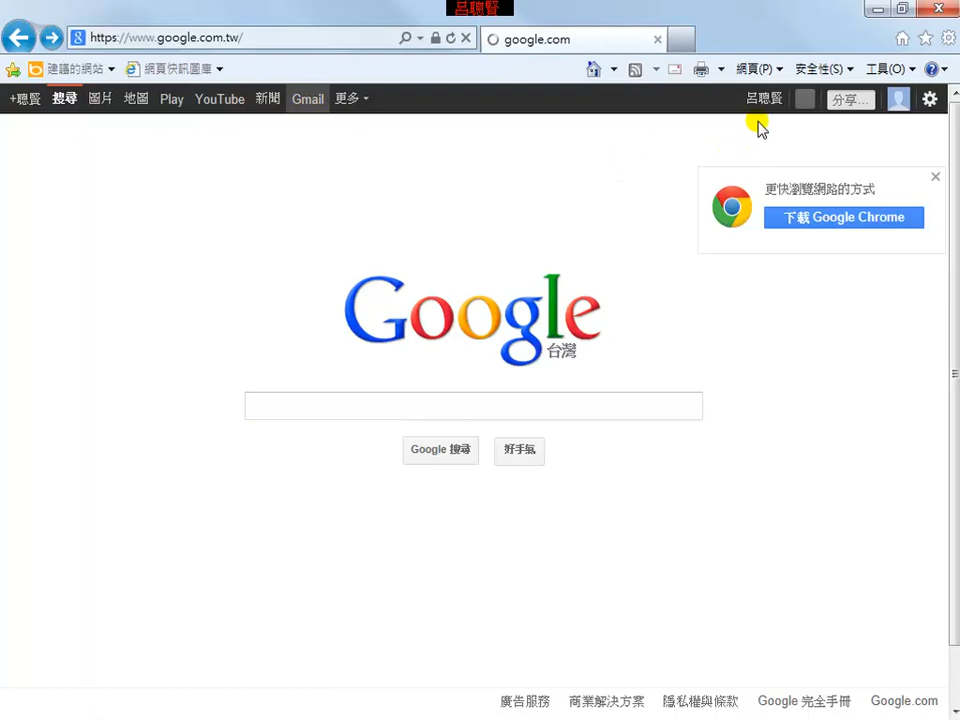 呂聰賢
https://www.google.com.tw/
google.com
建議的網站
網頁快訊圖庫
網頁(P)
安全性(S)
工具(O)
+聰賢 搜尋 圖片 地圖 Play YouTube 新聞 Gmail 更多
呂聰賢
分享...
更快瀏覽網路的方式
下載 Google Chrome
Google
台灣
Google 搜尋
好手氣
廣告服務
商業解決方案
隱私權與條款
Google 完全手冊
Google.com